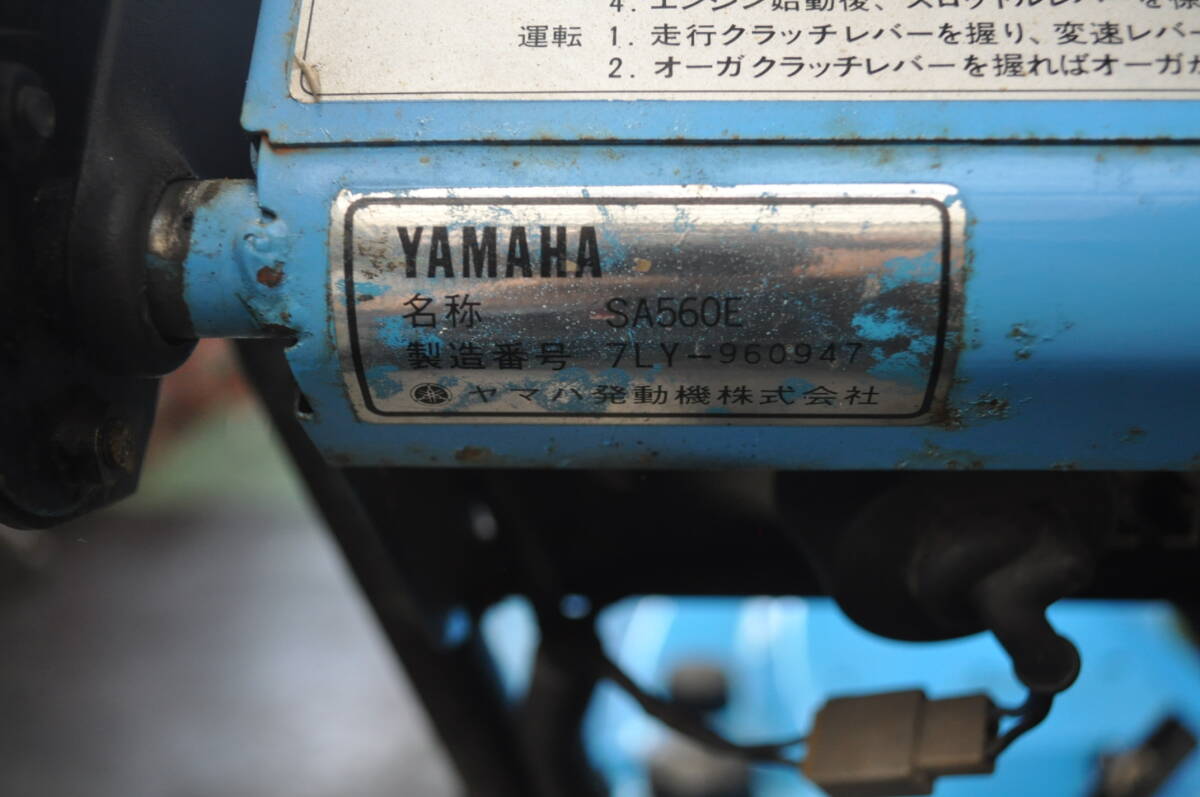 4. エンジン始動後、スロットルレバーを
運転 1. 走行クラッチレバーを握り、変速レバー
2. オーガクラッチレバーを握ればオーガが
YAMAHA
名称 SA560E
製造番号 7LY-960947
ヤマハ発動機株式会社